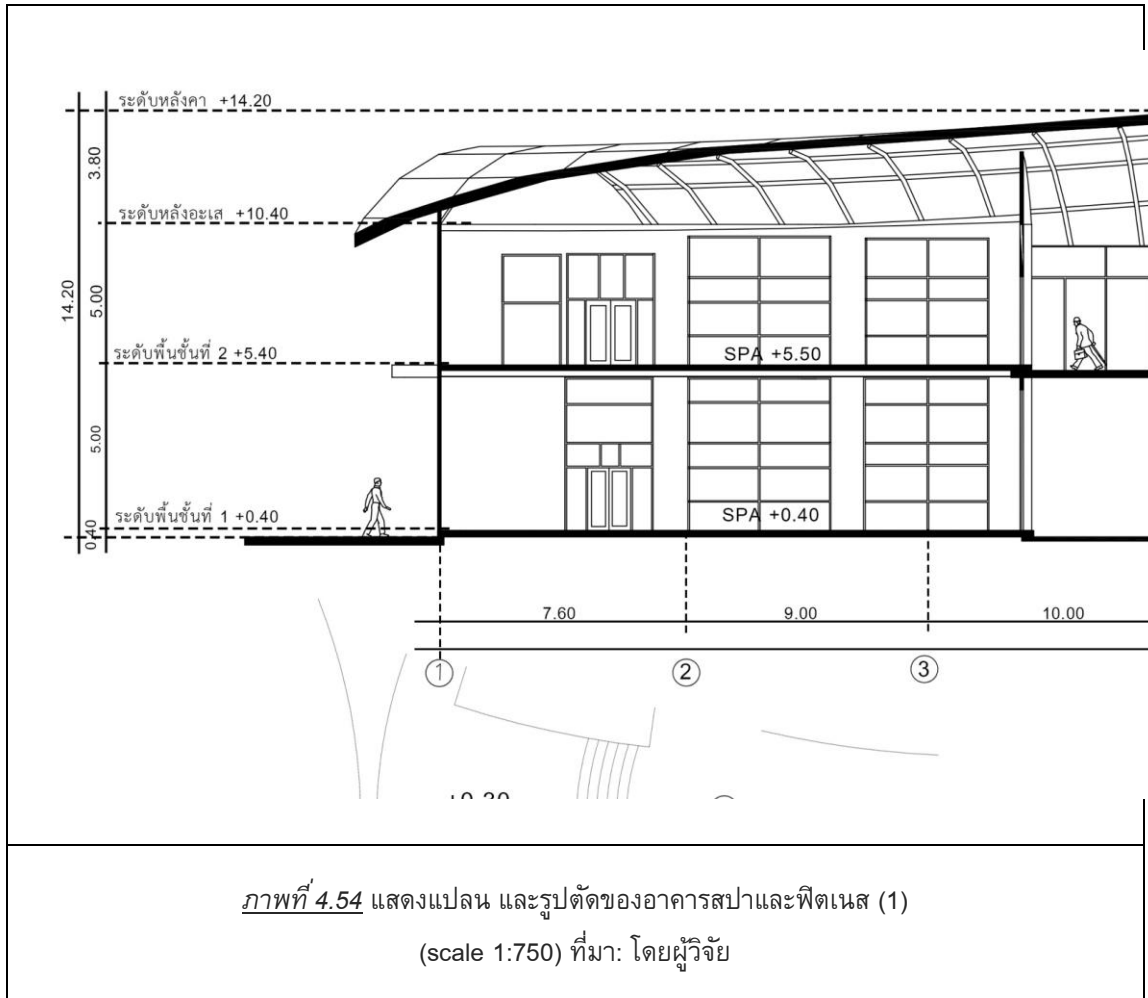 ระดับหลังคา +14.20
3.80
ระดับหลังอะเส +10.40
14.20
5.00
ระดับพื้นชั้นที่ 2 +5.40
SPA +5.50
5.00
ระดับพื้นชั้นที่ 1 +0.40
SPA +0.40
0.40
7.60
9.00
10.00
1
2
3
ภาพที่ 4.54 แสดงแปลน และรูปตัดของอาคารสปาและฟิตเนส (1)
(scale 1:750) ที่มา: โดยผู้วิจัย